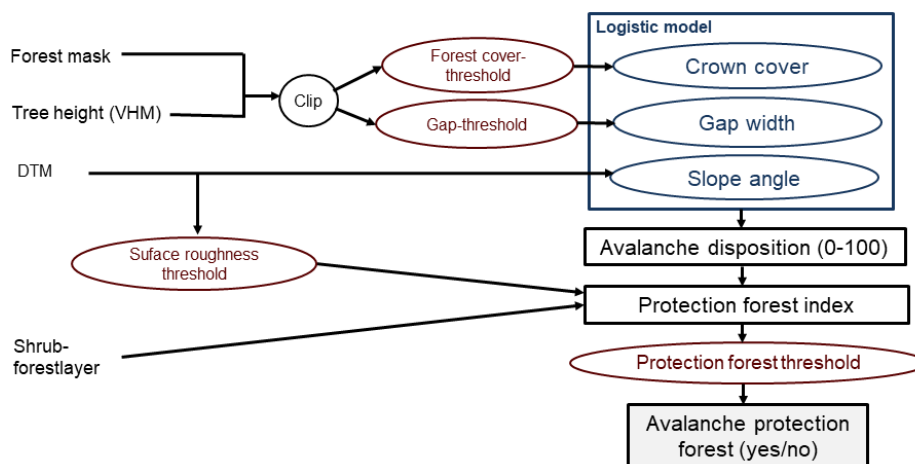 Logistic model
Forest mask
Forest cover-
threshold
Crown cover
Clip
Tree height (VHM)
Gap-threshold
Gap width
DTM
Slope angle
Suface roughness
threshold
Avalanche disposition (0-100)
Protection forest index
Shrub-
forestlayer
Protection forest threshold
Avalanche protection
forest (yes/no)